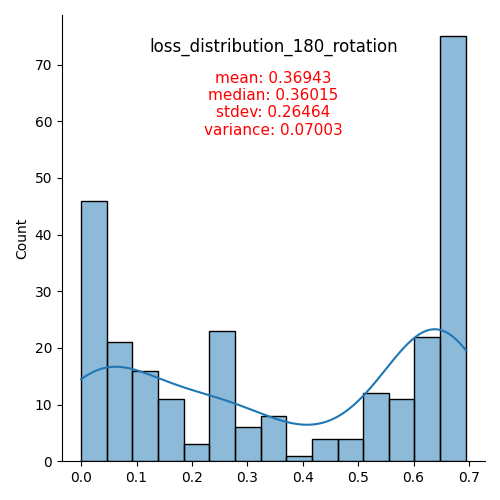 loss_distribution_180_rotation
mean: 0.36943
median: 0.36015
stdev: 0.26464
variance: 0.07003
Count
70
60
50
40
30
20
10
0
0.0 0.1 0.2 0.3 0.4 0.5 0.6 0.7